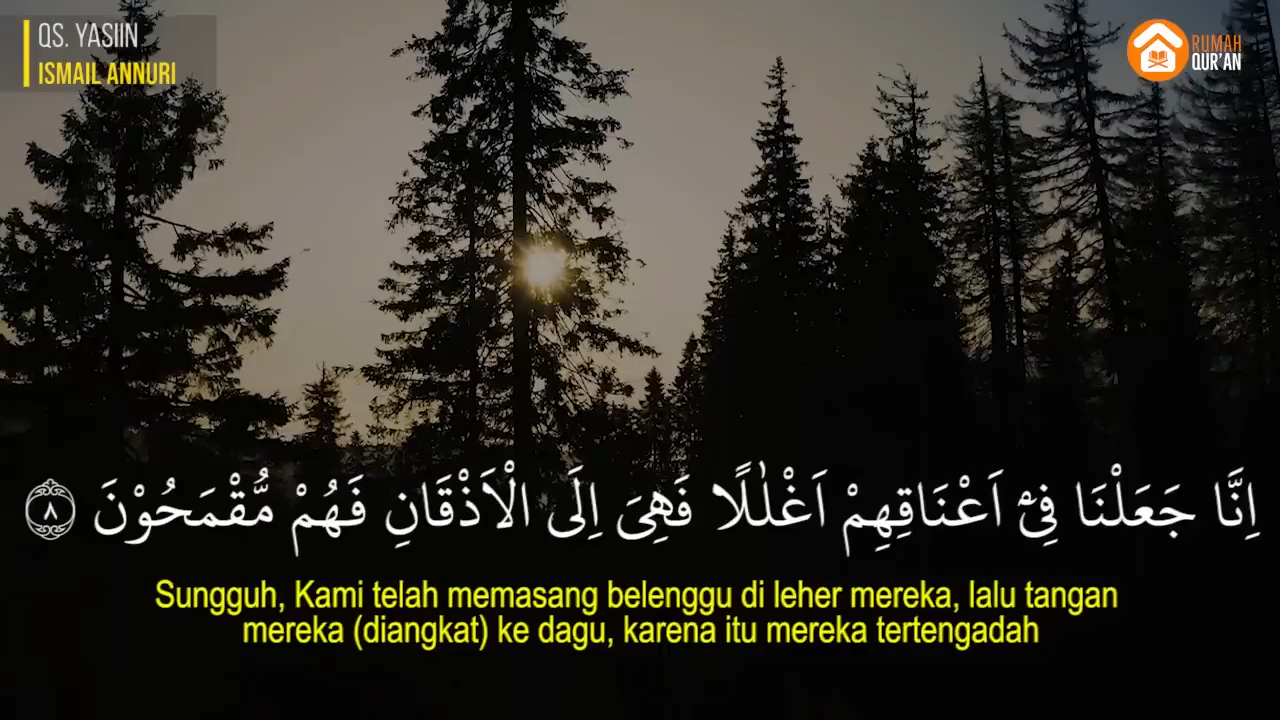 QS. YASIIN
ISMAIL ANNURI
RUMAH
QUR'AN
اِنَّا جَعَلْنَا فِيْٓ اَعْنَاقِهِمْ اَغْلٰلًا فَهِيَ اِلَى الْاَذْقَانِ فَهُمْ مُّقْمَحُوْنَ ۝٨
Sungguh, Kami telah memasang belenggu di leher mereka, lalu tangan
mereka (diangkat) ke dagu, karena itu mereka tertengadah